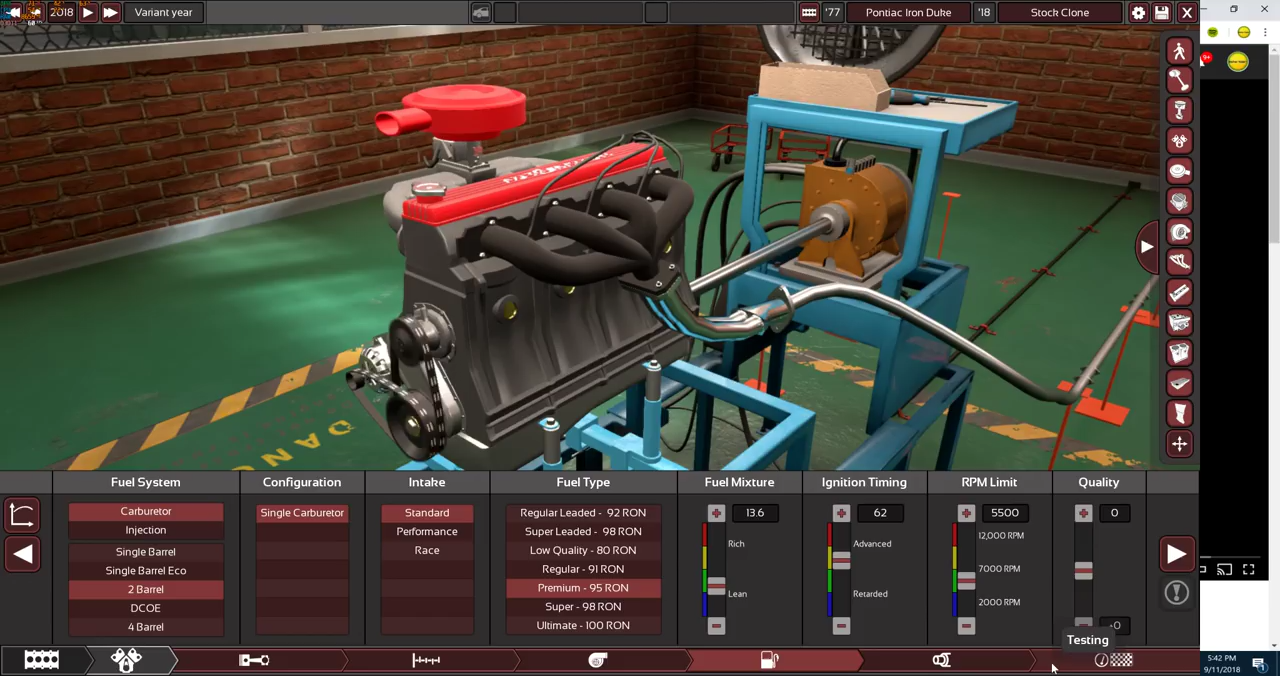 2018
Variant year
'77
Pontiac Iron Duke
'18
Stock Clone
9+
DAN
Fuel System
Configuration
Intake
Fuel Type
Fuel Mixture
Ignition Timing
RPM Limit
Quality
Carburetor
Injection
Single Barrel
Single Barrel Eco
2 Barrel
DCOE
4 Barrel
Single Carburetor
Standard
Performance
Race
Regular Leaded - 92 RON
Super Leaded - 98 RON
Low Quality - 80 RON
Regular - 91 RON
Premium - 95 RON
Super - 98 RON
Ultimate - 100 RON
13.6
Rich
Lean
62
Advanced
Retarded
5500
12,000 RPM
7000 RPM
2000 RPM
0
Testing
5:42 PM
9/11/2018